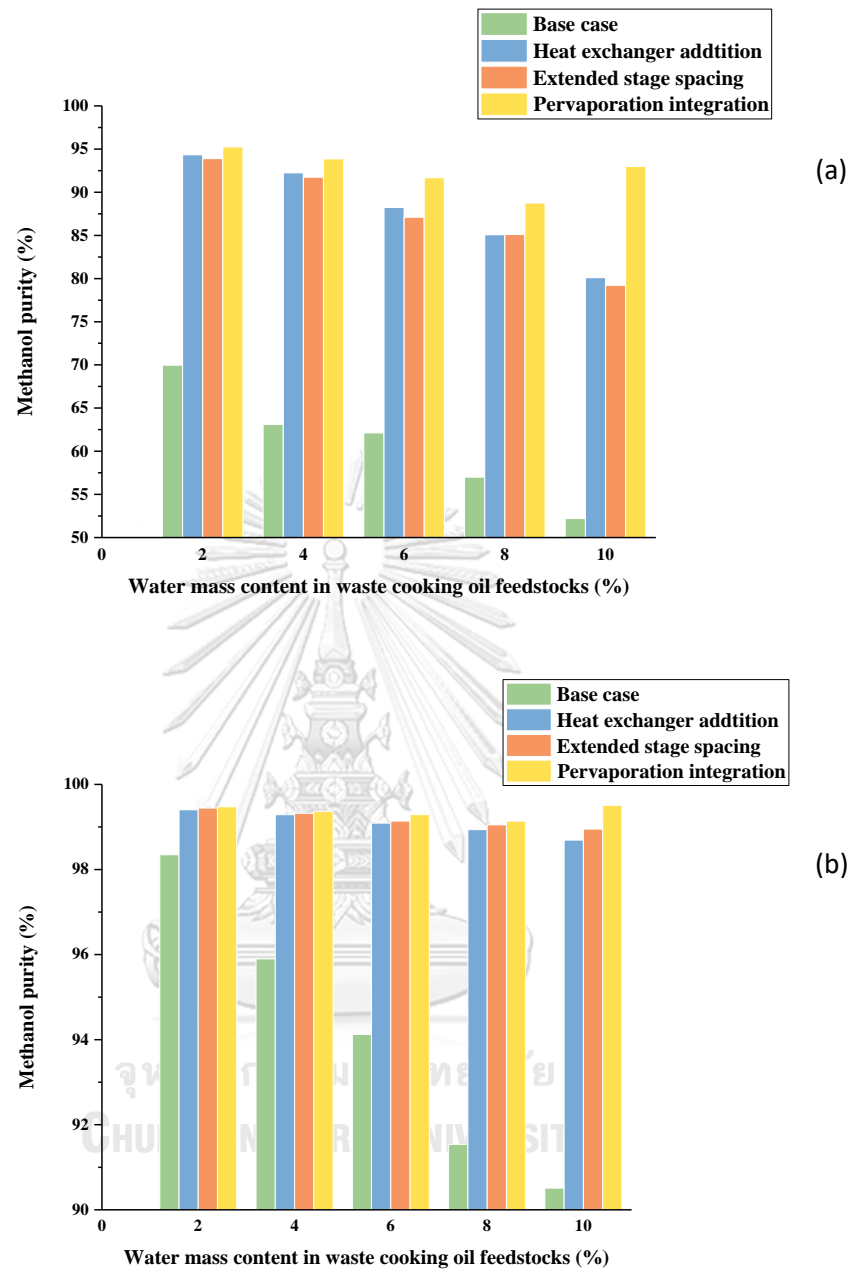 Base case
Heat exchanger addtition
Extended stage spacing
Pervaporation integration
(a)
100
95
90
85
80
75
70
65
60
55
50
Methanol purity (%)
0 2 4 6 8 10
Water mass content in waste cooking oil feedstocks (%)
Base case
Heat exchanger addtition
Extended stage spacing
Pervaporation integration
(b)
100
98
96
94
92
90
Methanol purity (%)
0 2 4 6 8 10
Water mass content in waste cooking oil feedstocks (%)